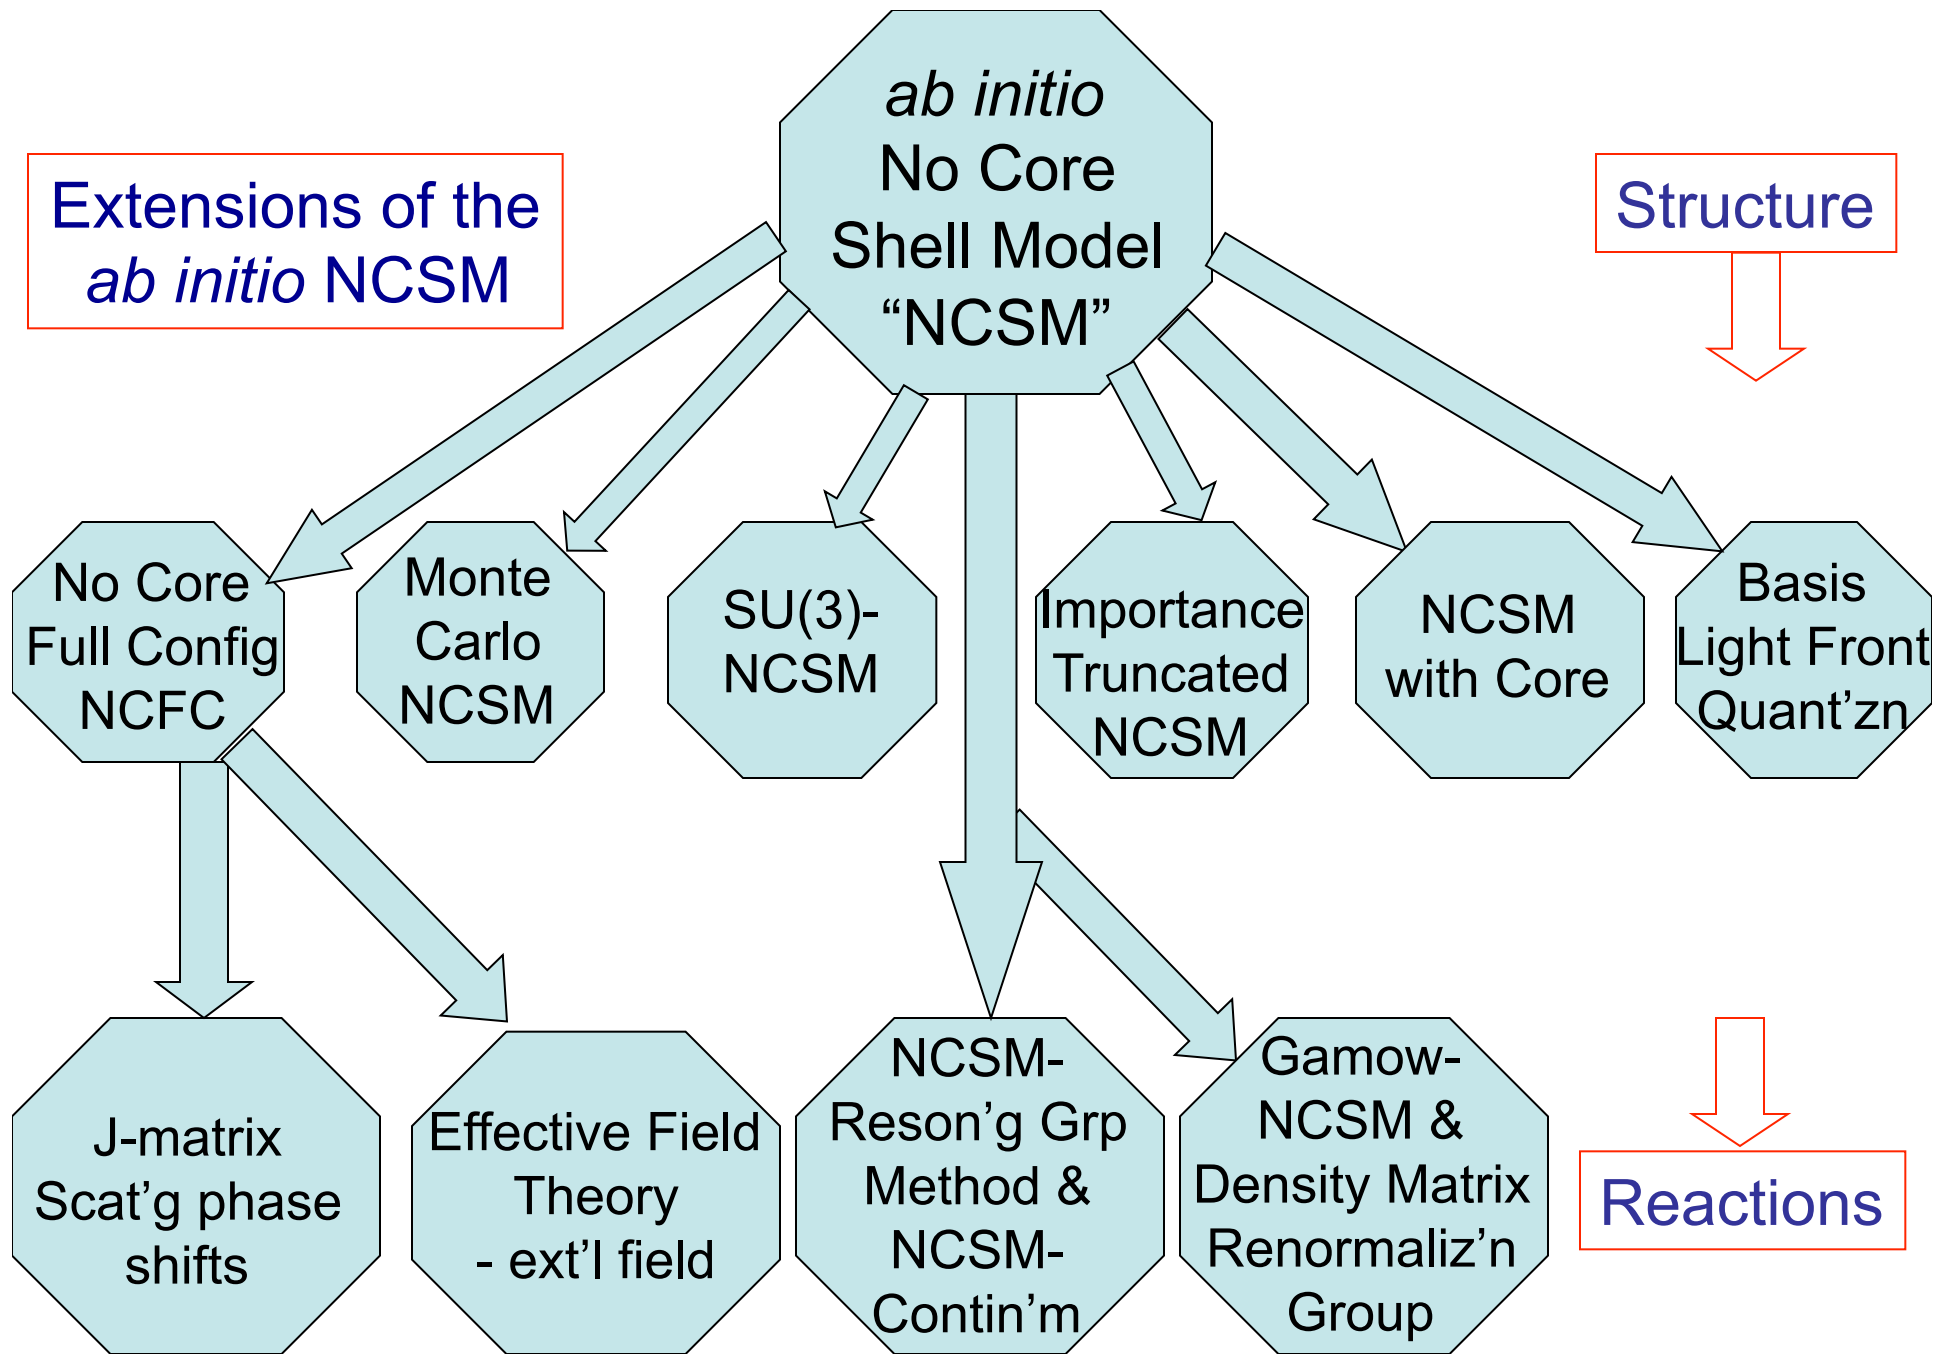 ab initio
No Core
Shell Model
“NCSM”
Extensions of the
ab initio NCSM
Structure
No Core
Full Config
NCFC
Monte
Carlo
NCSM
SU(3)-
NCSM
Importance
Truncated
NCSM
NCSM
with Core
Basis
Light Front
Quant’zn
J-matrix
Scat’g phase
shifts
Effective Field
Theory
- ext’l field
NCSM-
Reson’g Grp
Method &
NCSM-
Contin’m
Gamow-
NCSM &
Density Matrix
Renormaliz’n
Group
Reactions